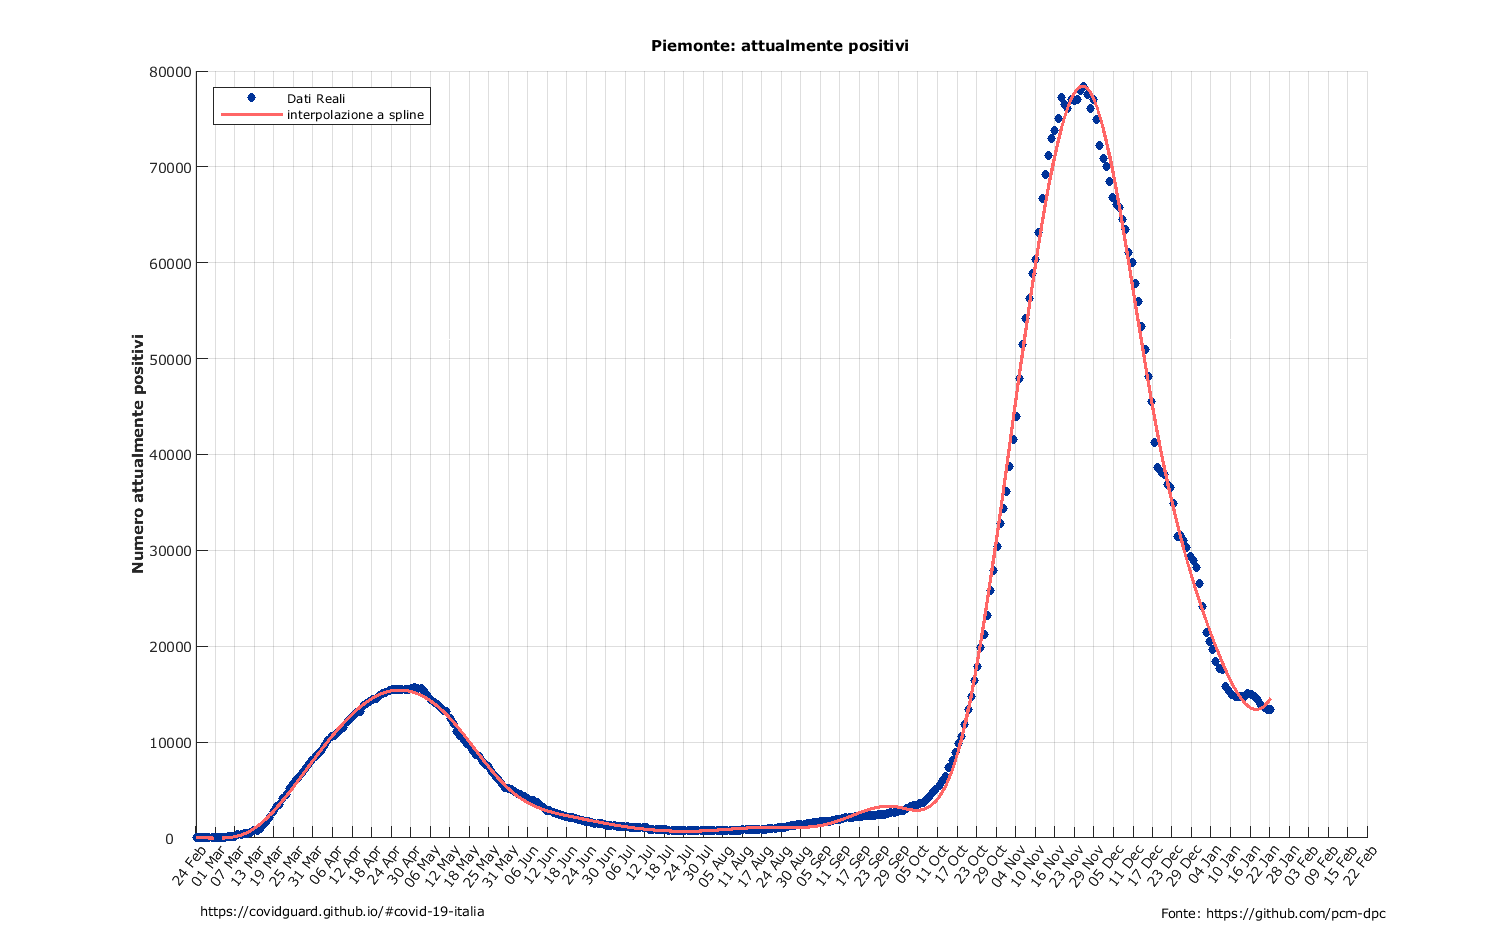 Piemonte: attualmente positivi
Dati Reali
interpolazione a spline
Numero attualmente positivi
80000
70000
60000
50000
40000
30000
20000
10000
0
24 Feb
01 Mar
07 Mar
13 Mar
19 Mar
25 Mar
31 Mar
06 Apr
12 Apr
18 Apr
24 Apr
30 Apr
06 May
12 May
18 May
25 May
31 May
06 Jun
12 Jun
18 Jun
24 Jun
30 Jun
06 Jul
12 Jul
18 Jul
24 Jul
30 Jul
05 Aug
11 Aug
17 Aug
24 Aug
30 Aug
05 Sep
11 Sep
17 Sep
23 Sep
29 Sep
05 Oct
11 Oct
17 Oct
23 Oct
29 Oct
04 Nov
10 Nov
16 Nov
23 Nov
29 Nov
05 Dec
11 Dec
17 Dec
23 Dec
29 Dec
04 Jan
10 Jan
16 Jan
22 Jan
28 Jan
03 Feb
09 Feb
15 Feb
22 Feb
https://covidguard.github.io/#covid-19-italia
Fonte: https://github.com/pcm-dpc